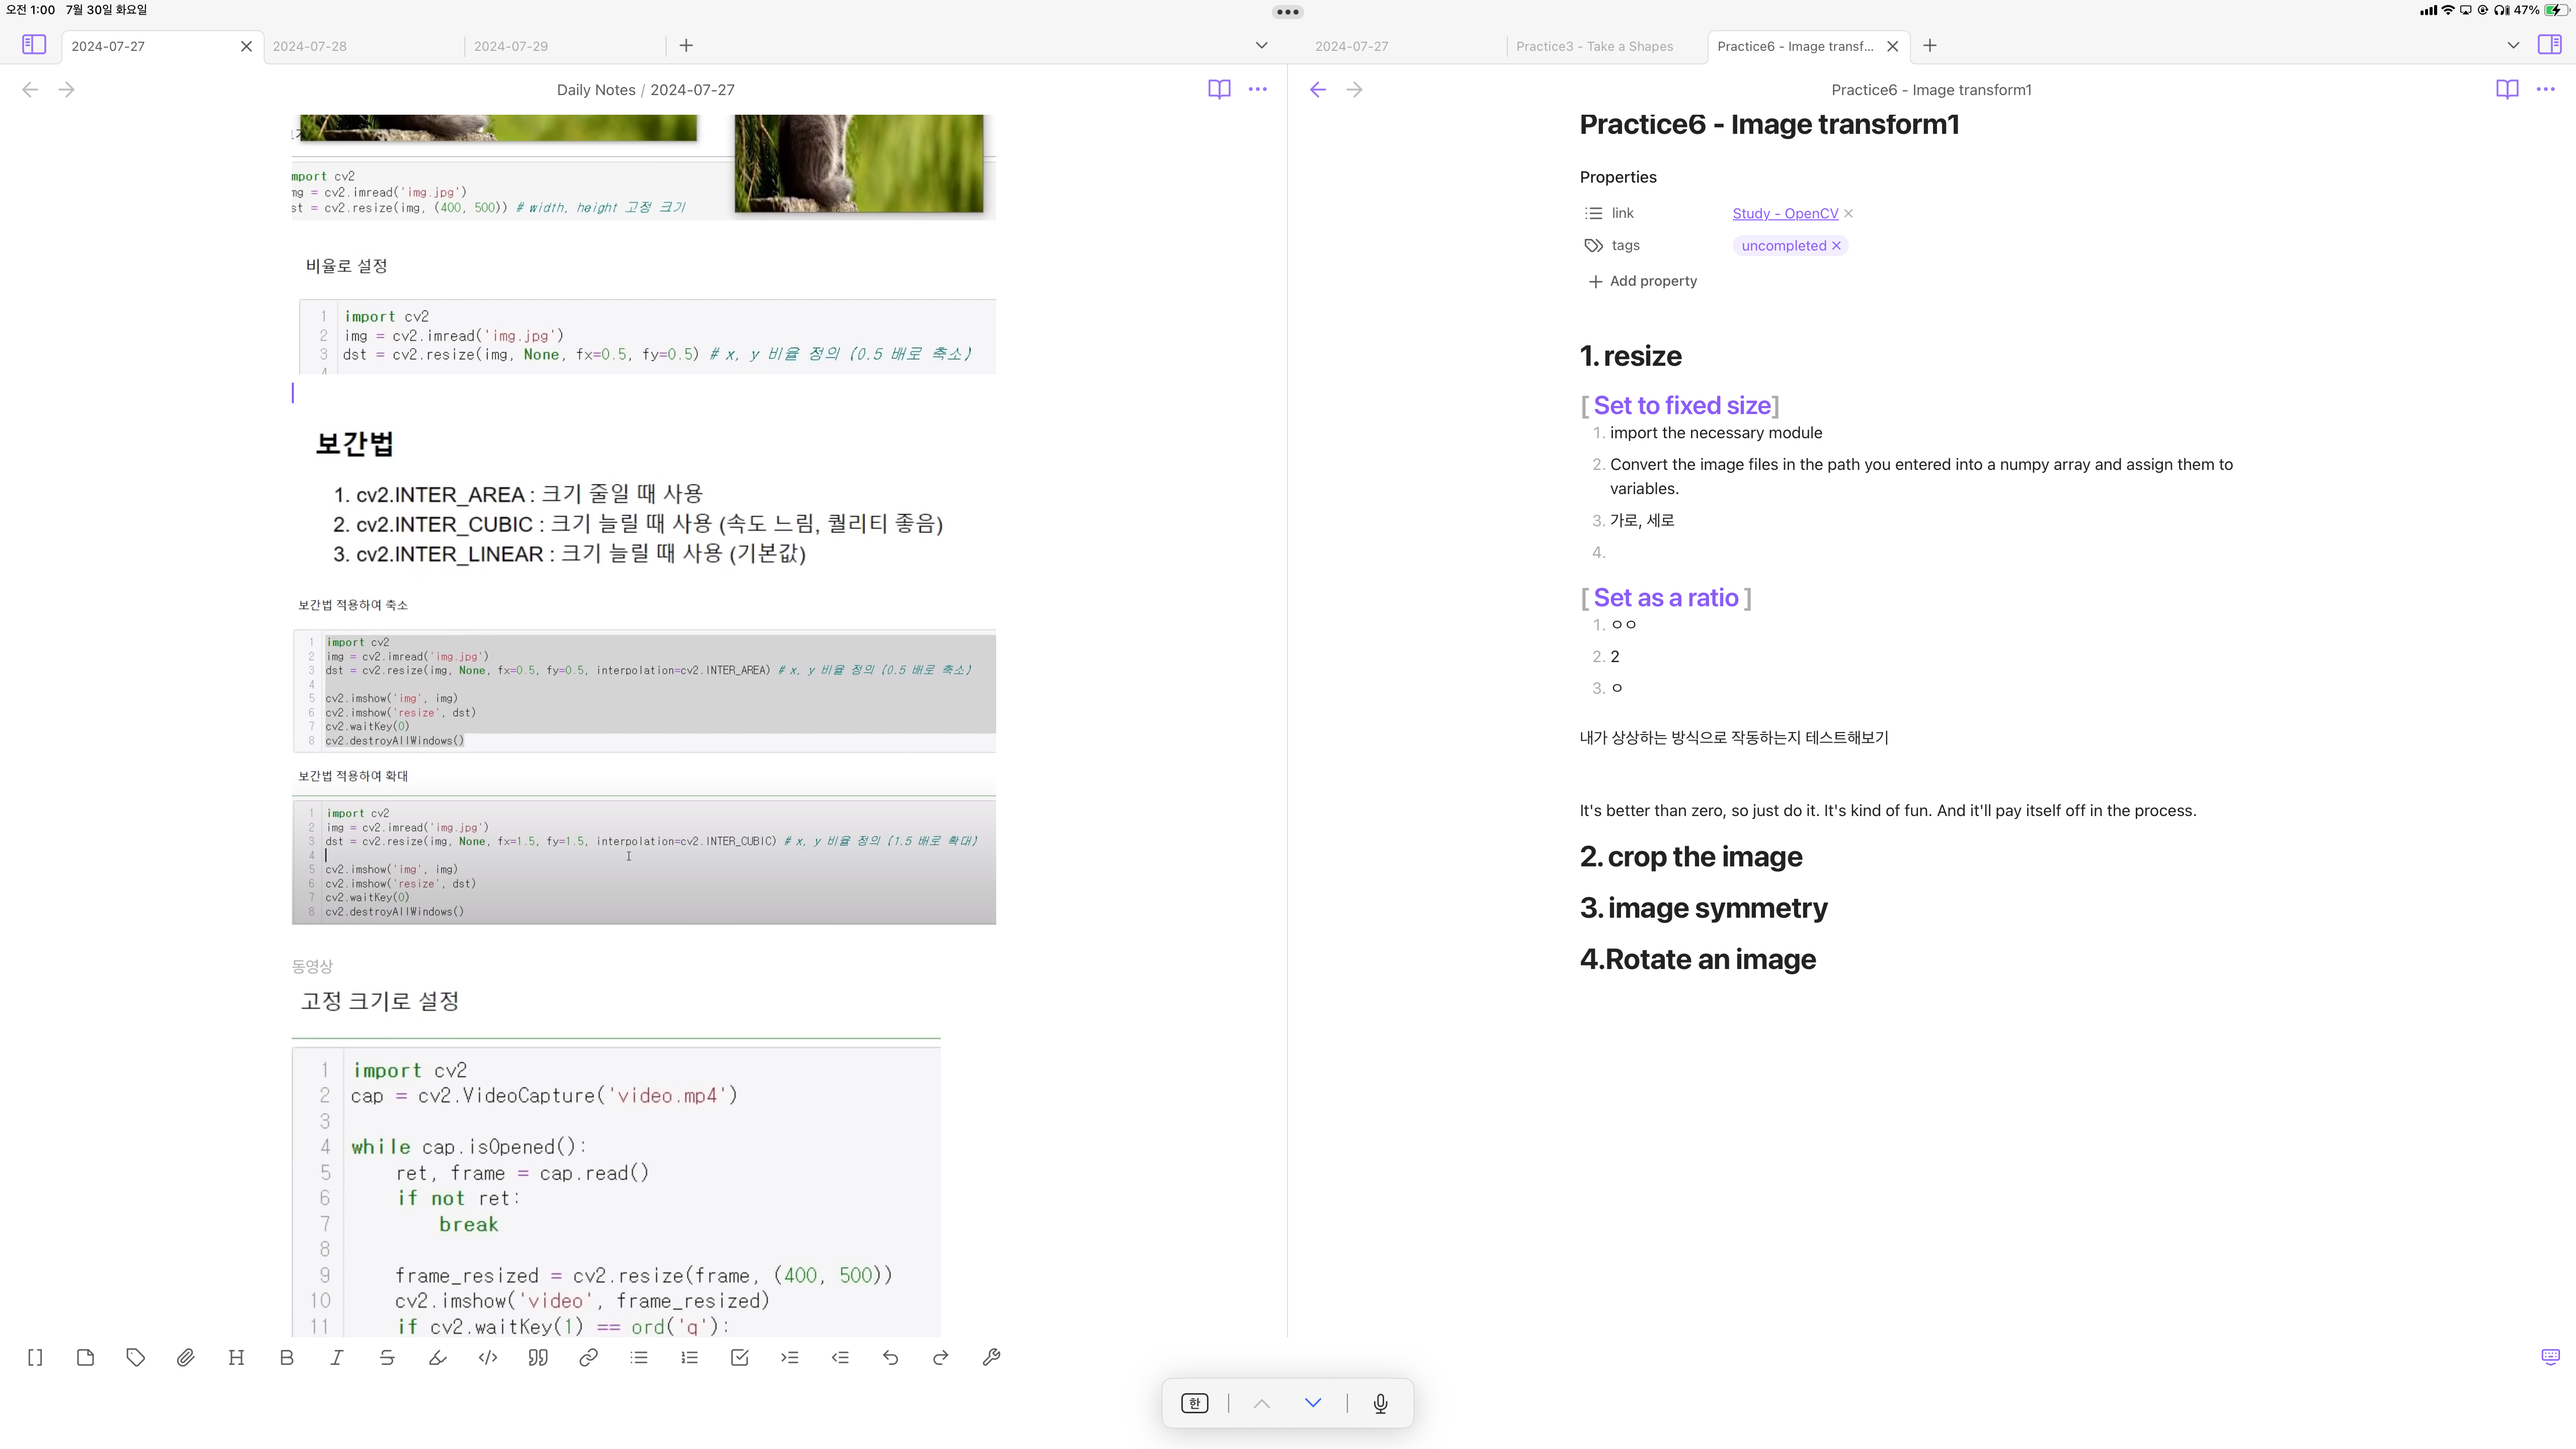 오전 1:00 7월 30일 화요일
47%
2024-07-27
2024-07-28
2024-07-29
2024-07-27
Practice3 - Take a Shapes
Practice6 - Image transf...
Daily Notes / 2024-07-27
mport cv2
mg = cv2.imread('img.jpg')
st = cv2.resize(img, (400, 500)) # width, height 고정 크기
비율로 설정
1 import cv2
2 img = cv2.imread('img.jpg')
3 dst = cv2.resize(img, None, fx=0.5, fy=0.5) # x, y 비율 정의 (0.5 배로 축소)
4
보간법
1. cv2.INTER_AREA : 크기 줄일 때 사용
2. cv2.INTER_CUBIC : 크기 늘릴 때 사용 (속도 느림, 퀄리티 좋음)
3. cv2.INTER_LINEAR : 크기 늘릴 때 사용 (기본값)
보간법 적용하여 축소
1 import cv2
2 img = cv2.imread('img.jpg')
3 dst = cv2.resize(img, None, fx=0.5, fy=0.5, interpolation=cv2.INTER_AREA) # x, y 비율 정의 (0.5 배로 축소)
4
5 cv2.imshow('img', img)
6 cv2.imshow('resize', dst)
7 cv2.waitKey(0)
8 cv2.destroyAllWindows()
보간법 적용하여 확대
1 import cv2
2 img = cv2.imread('img.jpg')
3 dst = cv2.resize(img, None, fx=1.5, fy=1.5, interpolation=cv2.INTER_CUBIC) # x, y 비율 정의 (1.5 배로 확대)
4
5 cv2.imshow('img', img)
6 cv2.imshow('resize', dst)
7 cv2.waitKey(0)
8 cv2.destroyAllWindows()
동영상
고정 크기로 설정
1 import cv2
2 cap = cv2.VideoCapture('video.mp4')
3
4 while cap.isOpened():
5 ret, frame = cap.read()
6 if not ret:
7 break
8
9 frame_resized = cv2.resize(frame, (400, 500))
10 cv2.imshow('video', frame_resized)
11 if cv2.waitKey(1) == ord('q'):
Practice6 - Image transform1
Practice6 - Image transform1
Properties
link Study - OpenCV
tags uncompleted
Add property
1. resize
[ Set to fixed size]
1. import the necessary module
2. Convert the image files in the path you entered into a numpy array and assign them to
variables.
3. 가로, 세로
4.
[ Set as a ratio ]
1. ㅇㅇ
2. 2
3. ㅇ
내가 상상하는 방식으로 작동하는지 테스트해보기
It's better than zero, so just do it. It's kind of fun. And it'll pay itself off in the process.
2. crop the image
3. image symmetry
4.Rotate an image
한